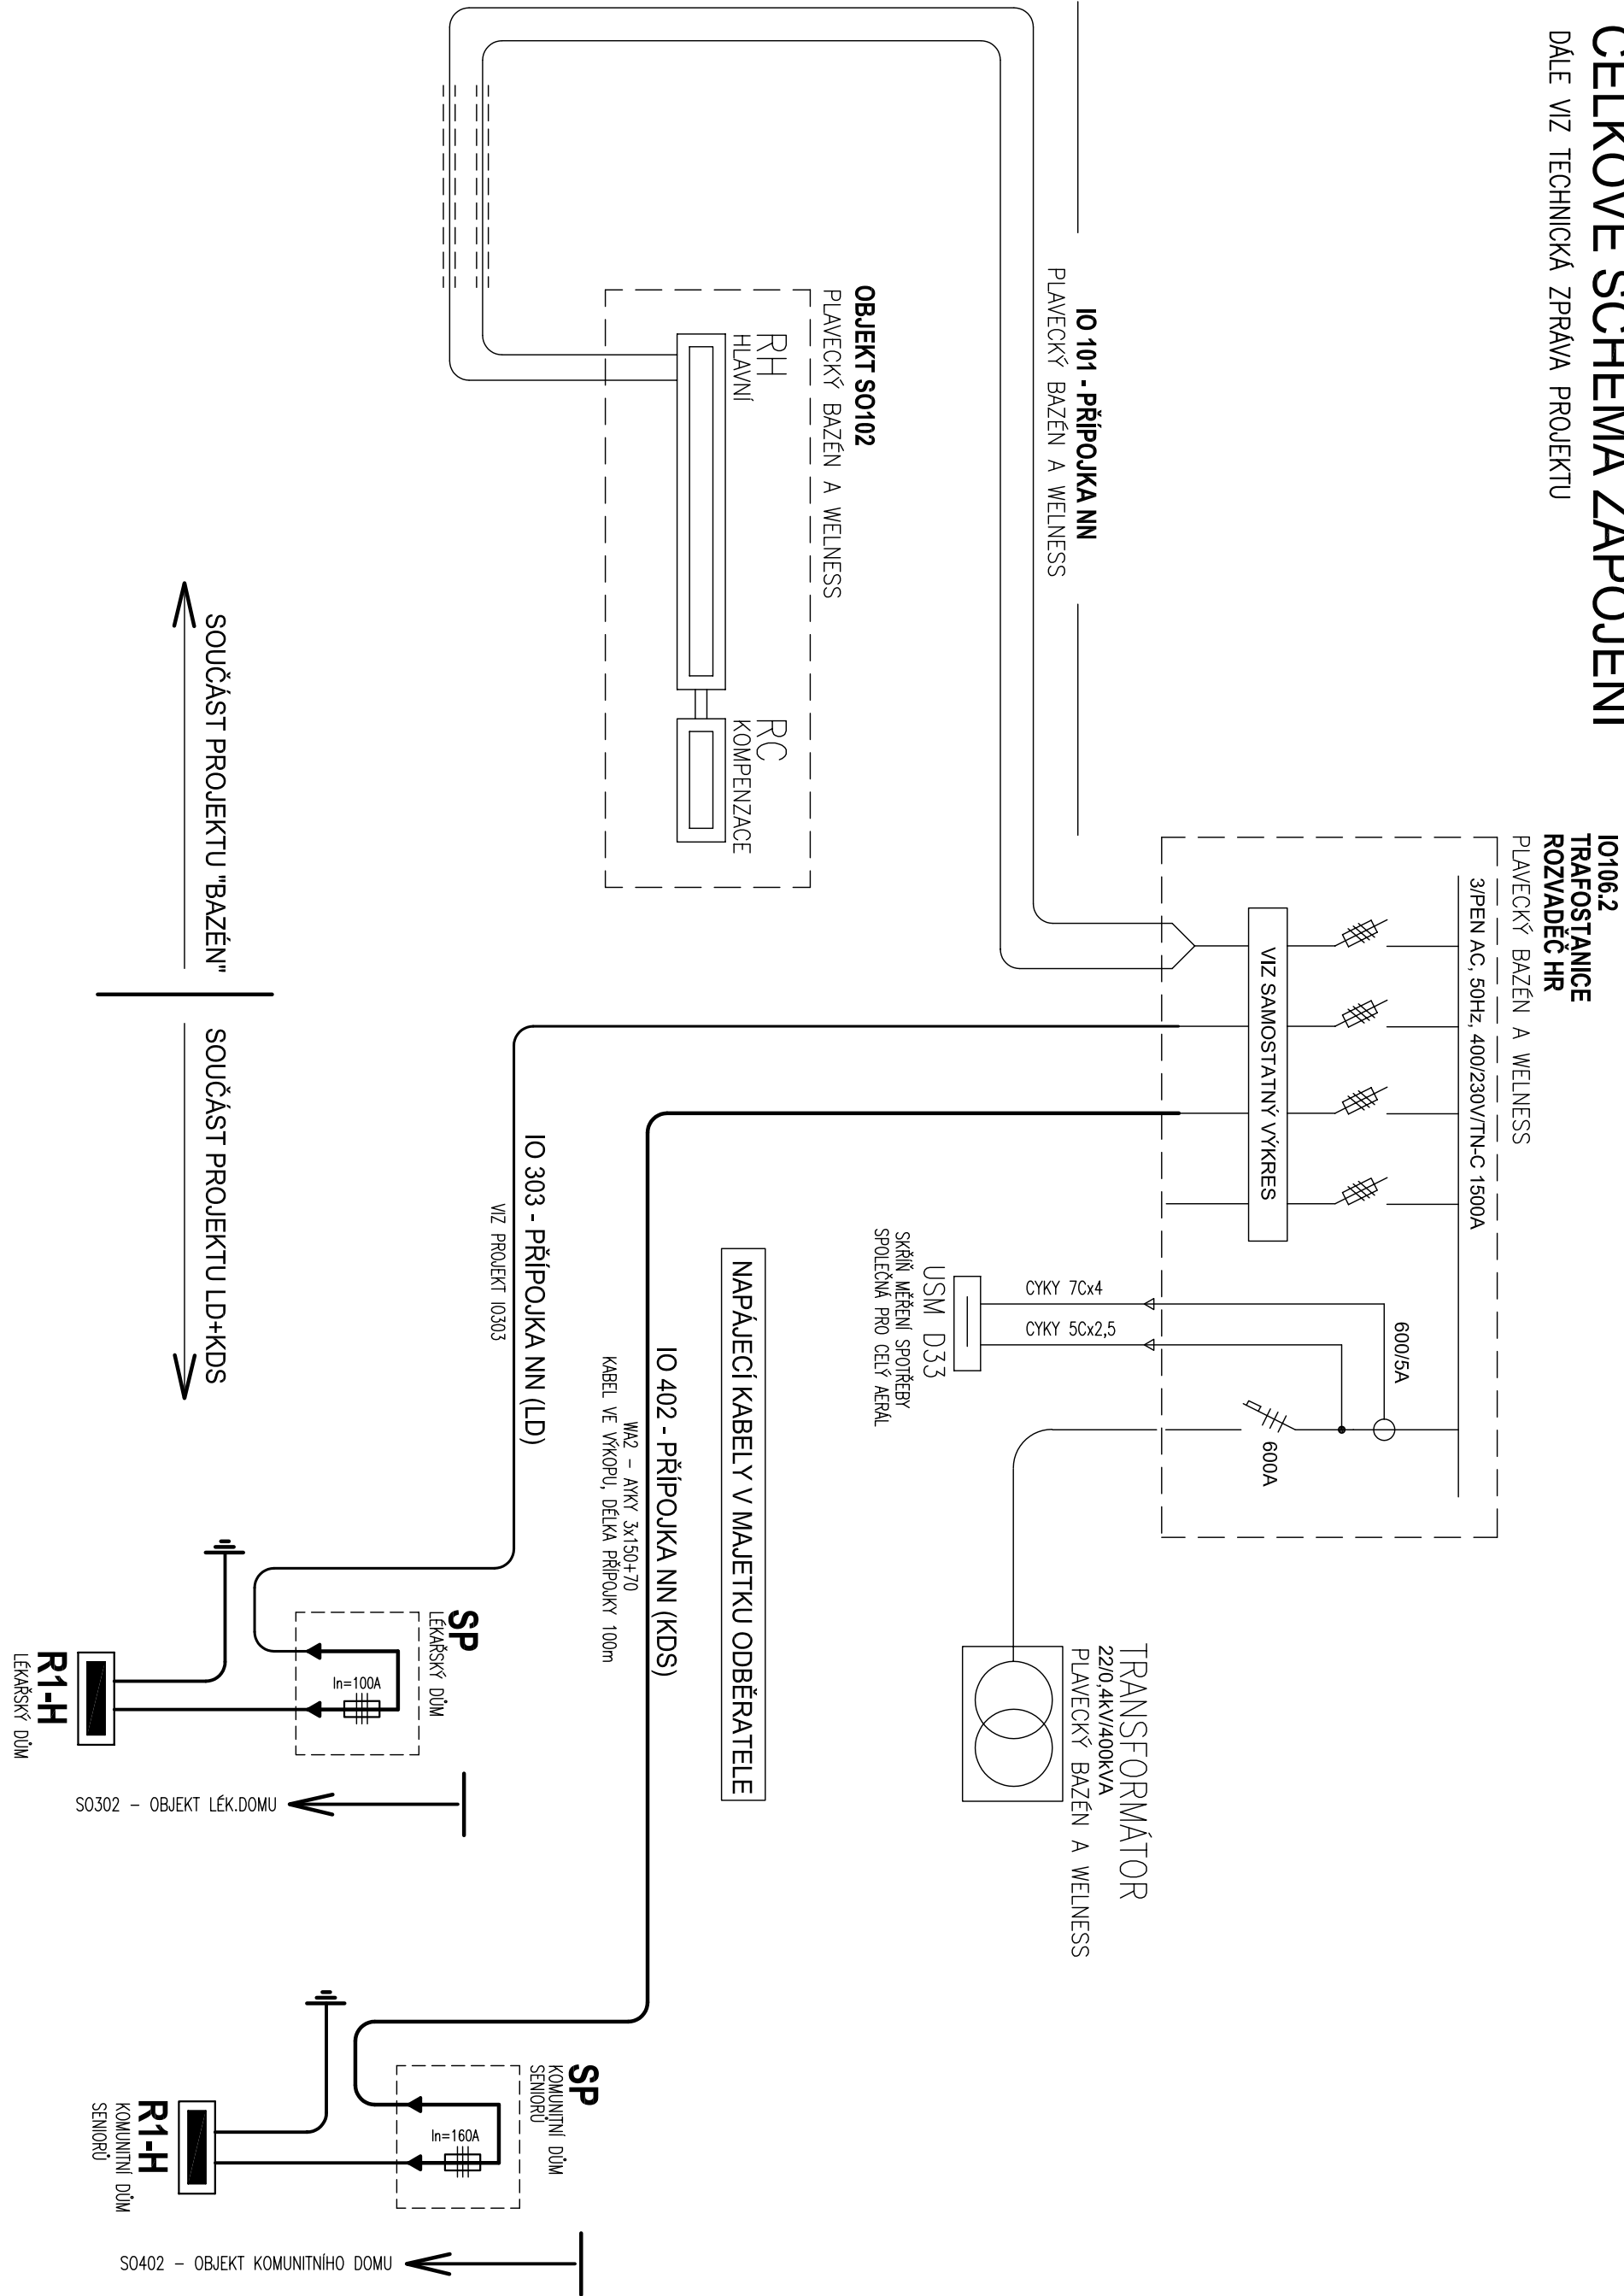 CELKOVÉ SCHEMA ZAPOJENÍ
DÁLE VIZ TECHNICKÁ ZPRÁVA PROJEKTU
IO106.2
TRAFOSTANICE
ROZVADĚČ HR
PLAVECKÝ BAZÉN A WELNESS
3/PEN AC, 50Hz, 400/230V/TN-C 1500A
VIZ SAMOSTATNÝ VÝKRES
600/5A
600A
IO 101 - PŘÍPOJKA NN
PLAVECKÝ BAZÉN A WELNESS
CYKY 7Cx4
CYKY 5Cx2,5
USM D33
SKŘÍŇ MĚŘENÍ SPOTŘEBY
SPOLEČNÁ PRO CELÝ AERÁL
TRANSFORMÁTOR
22/0,4kV/400kVA
PLAVECKÝ BAZÉN A WELNESS
OBJEKT SO102
PLAVECKÝ BAZÉN A WELNESS
RH
HLAVNÍ
RC
KOMPENZACE
NAPÁJECÍ KABELY V MAJETKU ODBĚRATELE
IO 402 - PŘÍPOJKA NN (KDS)
WA2 - AYKY 3x150+70
KABEL VE VÝKOPU, DÉLKA PŘÍPOJKY 100m
IO 303 - PŘÍPOJKA NN (LD)
VIZ PROJEKT IO303
SP
LÉKAŘSKÝ DŮM
In=100A
R1-H
LÉKAŘSKÝ DŮM
SO302 - OBJEKT LÉK.DOMU
SP
KOMUNITNÍ DŮM
SENIORŮ
In=160A
R1-H
KOMUNITNÍ DŮM
SENIORŮ
SO402 - OBJEKT KOMUNITNÍHO DOMU
SOUČÁST PROJEKTU "BAZÉN"
SOUČÁST PROJEKTU LD+KDS